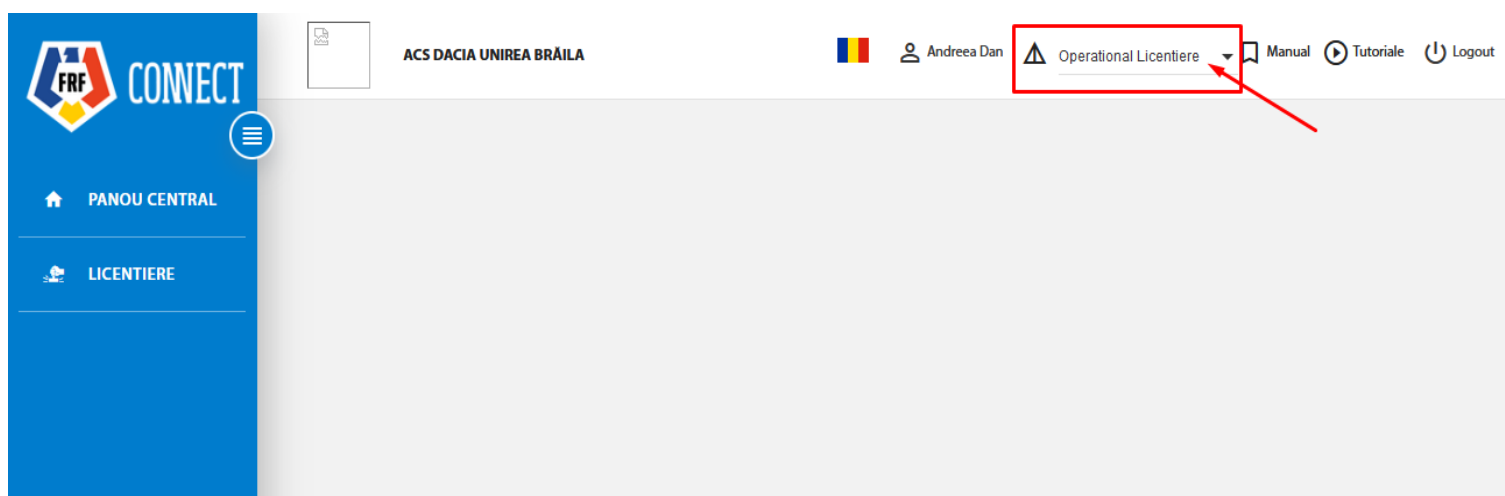 FRF CONNECT
ACS DACIA UNIREA BRĂILA
Andreea Dan
Operational Licentiere
Manual
Tutoriale
Logout
PANOU CENTRAL
LICENTIERE